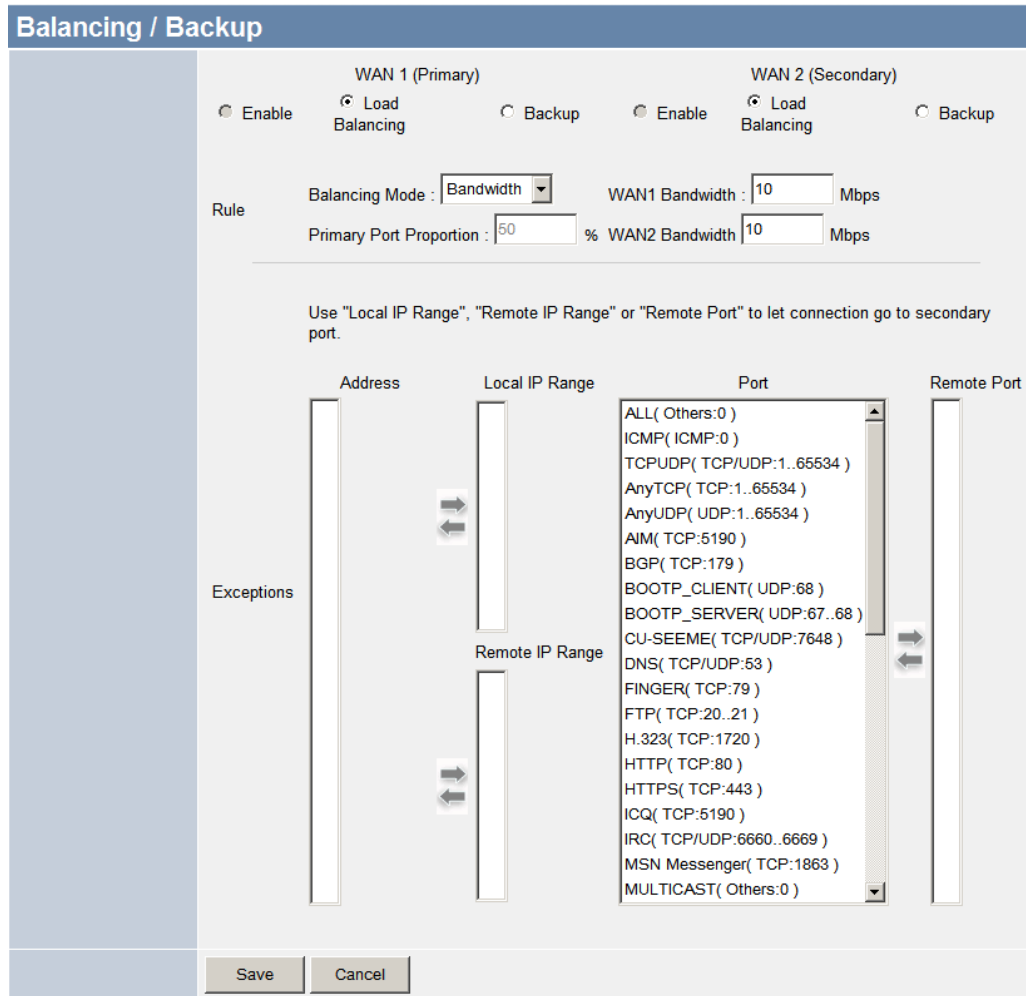 Balancing / Backup
WAN 1 (Primary)
WAN 2 (Secondary)
Enable
Load
Balancing
Backup
Enable
Load
Balancing
Backup
Rule
Balancing Mode : Bandwidth
WAN1 Bandwidth : 10 Mbps
Primary Port Proportion : 50 %
WAN2 Bandwidth 10 Mbps
Use "Local IP Range", "Remote IP Range" or "Remote Port" to let connection go to secondary
port.
Exceptions
Address
Local IP Range
Remote IP Range
Port
ALL( Others:0 )
ICMP( ICMP:0 )
TCPUDP( TCP/UDP:1..65534 )
AnyTCP( TCP:1..65534 )
AnyUDP( UDP:1..65534 )
AIM( TCP:5190 )
BGP( TCP:179 )
BOOTP_CLIENT( UDP:68 )
BOOTP_SERVER( UDP:67..68 )
CU-SEEME( TCP/UDP:7648 )
DNS( TCP/UDP:53 )
FINGER( TCP:79 )
FTP( TCP:20..21 )
H.323( TCP:1720 )
HTTP( TCP:80 )
HTTPS( TCP:443 )
ICQ( TCP:5190 )
IRC( TCP/UDP:6660..6669 )
MSN Messenger( TCP:1863 )
MULTICAST( Others:0 )
Remote Port
Save
Cancel